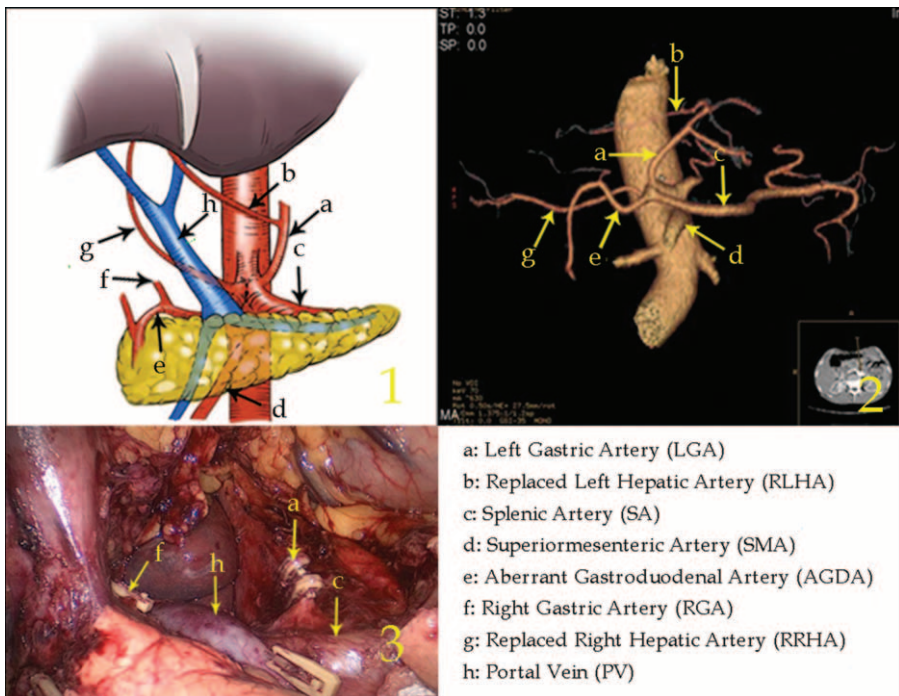 b
h
a
g
c
f
e
d
1
ST: 1.3
TP: 0.0
SP: 0.0
b
a
c
g
e
d
MA
2
f
h
a
c
3
a: Left Gastric Artery (LGA)
b: Replaced Left Hepatic Artery (RLHA)
c: Splenic Artery (SA)
d: Superiormesenteric Artery (SMA)
e: Aberrant Gastroduodenal Artery (AGDA)
f: Right Gastric Artery (RGA)
g: Replaced Right Hepatic Artery (RRHA)
h: Portal Vein (PV)